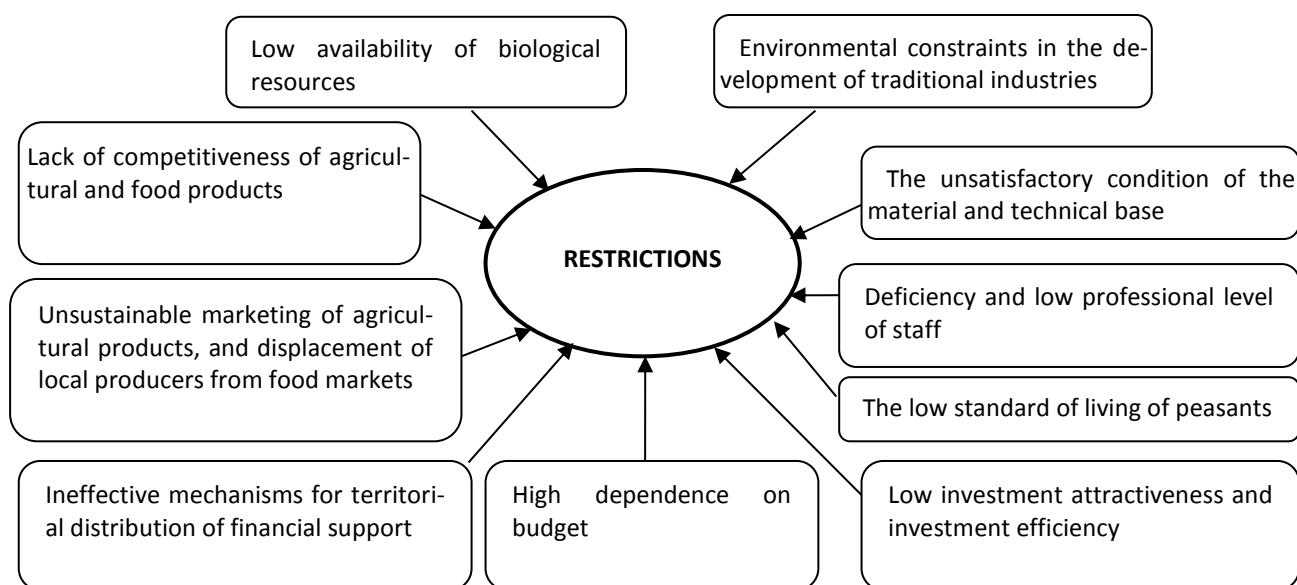 Low availability of biological
resources
Environmental constraints in the de-
velopment of traditional industries
Lack of competitiveness of agricul-
tural and food products
The unsatisfactory condition of the
material and technical base
RESTRICTIONS
Unsustainable marketing of agricul-
tural products, and displacement of
local producers from food markets
Deficiency and low professional level
of staff
The low standard of living of peasants
Ineffective mechanisms for territori-
al distribution of financial support
High dependence on
budget
Low investment attractiveness and
investment efficiency